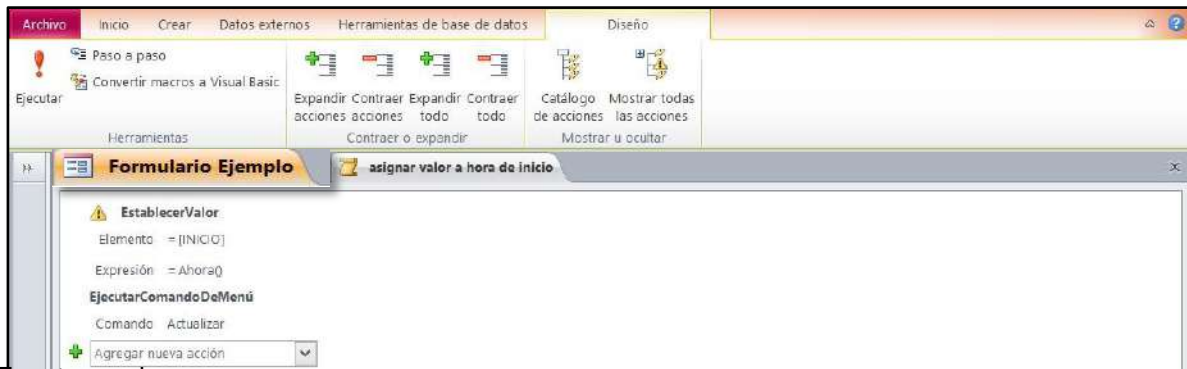 Archivo Inicio Crear Datos externos Herramientas de base de datos Diseño
Ejecutar
Paso a paso
Convertir macros a Visual Basic
Herramientas
Expandir acciones
Contraer acciones
Expandir todo
Contraer todo
Contraer o expandir
Catálogo de acciones
Mostrar todas las acciones
Mostrar u ocultar
Formulario Ejemplo
asignar valor a hora de inicio
EstablecerValor
Elemento = [INICIO]
Expresión = Ahora()
EjecutarComandoDeMenú
Comando Actualizar
Agregar nueva acción